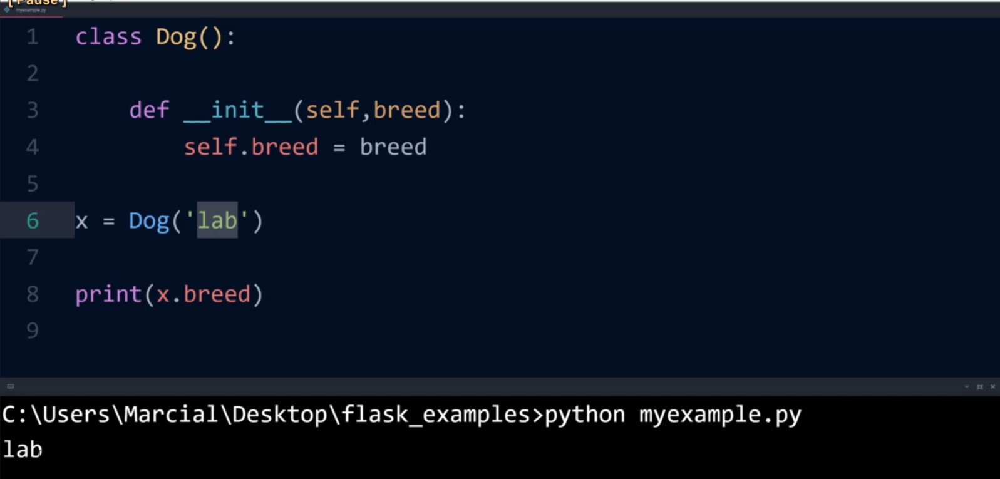 [ Pause ]
myexample.py
1 class Dog():
2
3     def __init__(self,breed):
4         self.breed = breed
5
6 x = Dog('lab')
7
8 print(x.breed)
9
C:\Users\Marcial\Desktop\flask_examples>python myexample.py
lab